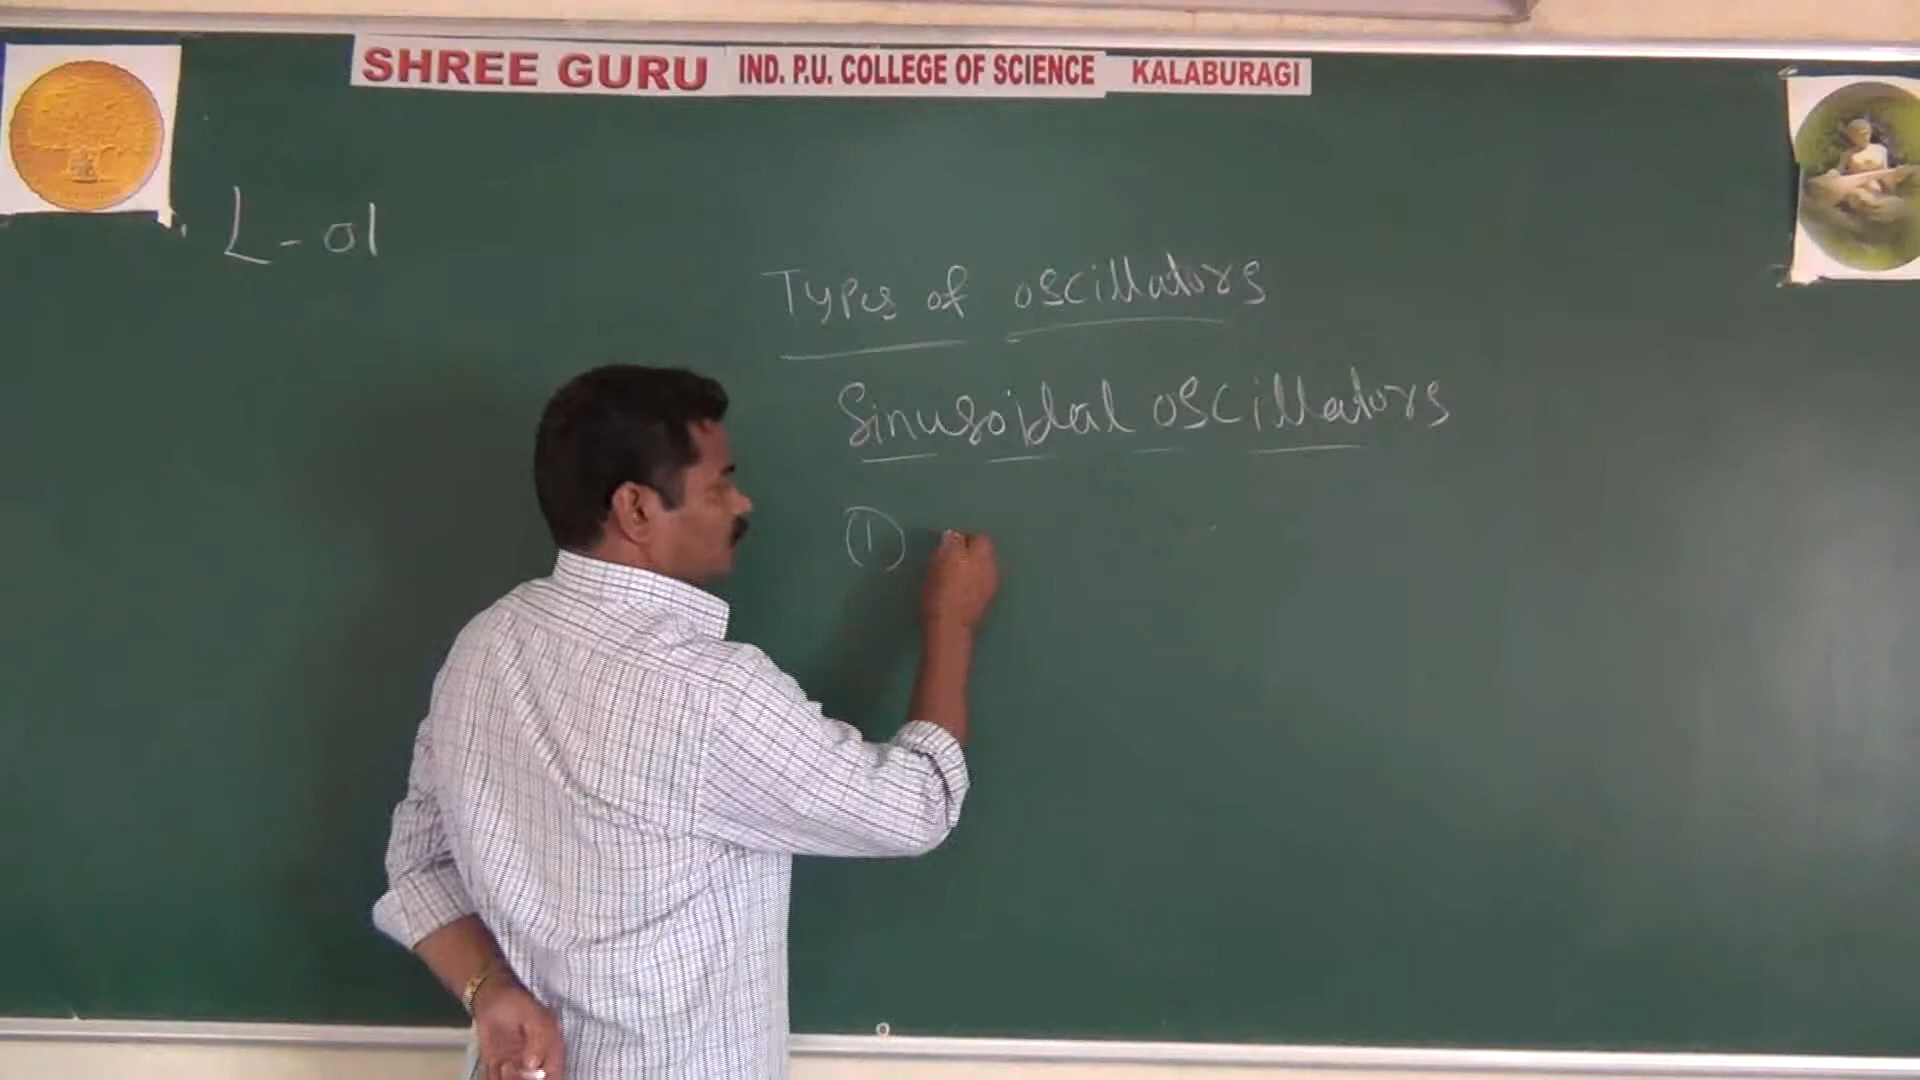 SHREE GURU IND. P.U. COLLEGE OF SCIENCE KALABURAGI
L-01
Types of oscillators
Sinusoidal oscillators
①